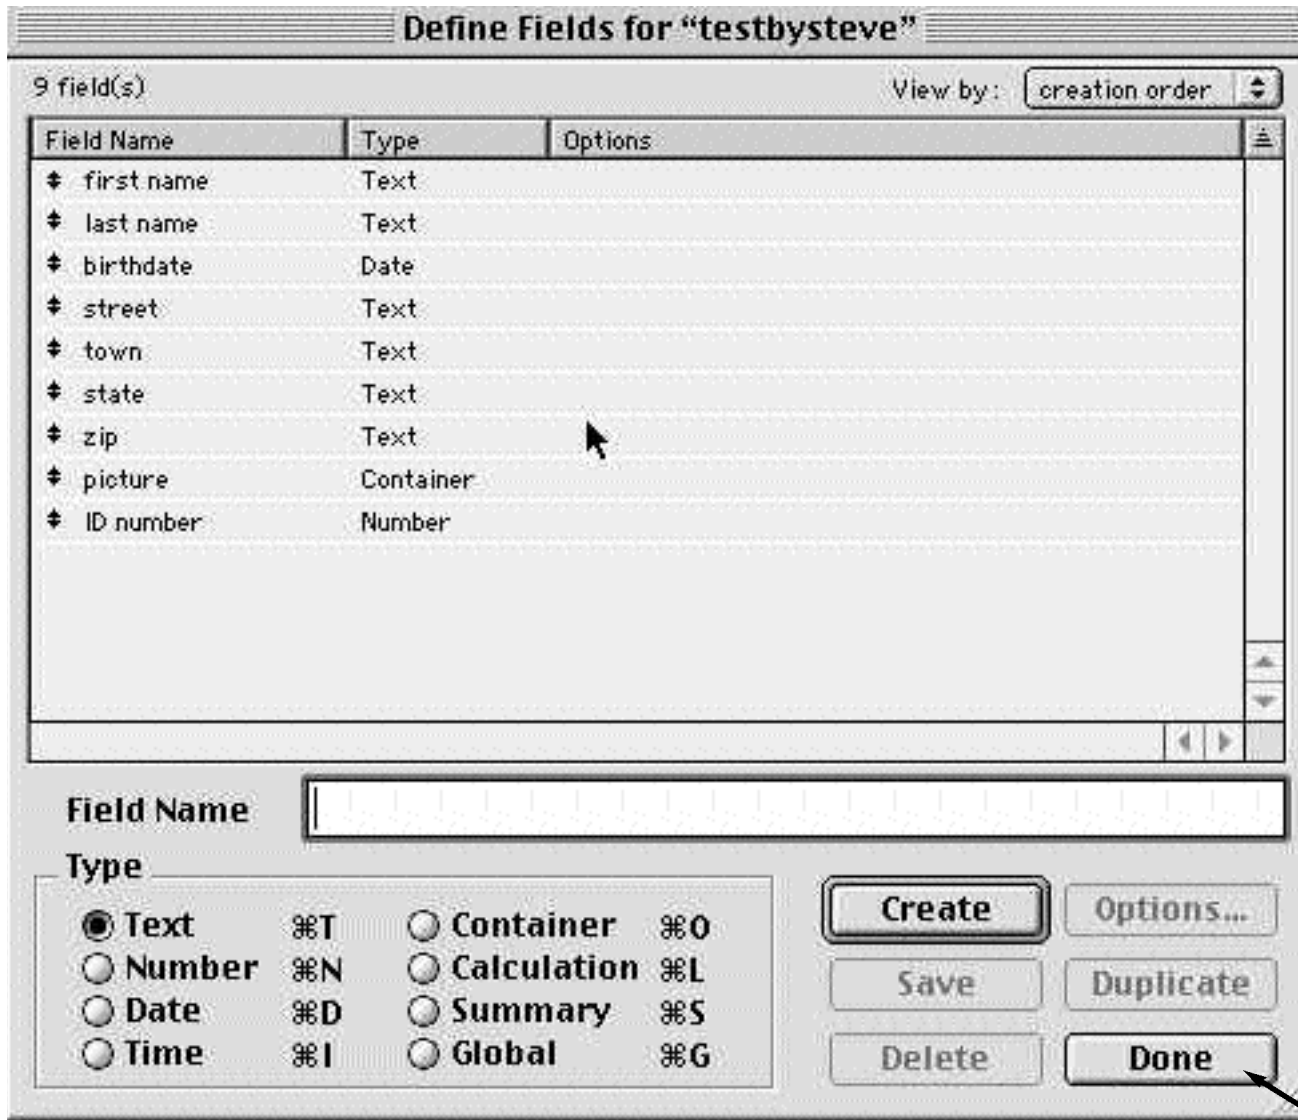 Define Fields for “testbysteve”
9 field(s) View by: creation order
Field Name Type Options
first name Text
last name Text
birthdate Date
street Text
town Text
state Text
zip Text
picture Container
ID number Number
Field Name
Type
Text ⌘T Container ⌘O
Number ⌘N Calculation ⌘L
Date ⌘D Summary ⌘S
Time ⌘I Global ⌘G
Create Options...
Save Duplicate
Delete Done